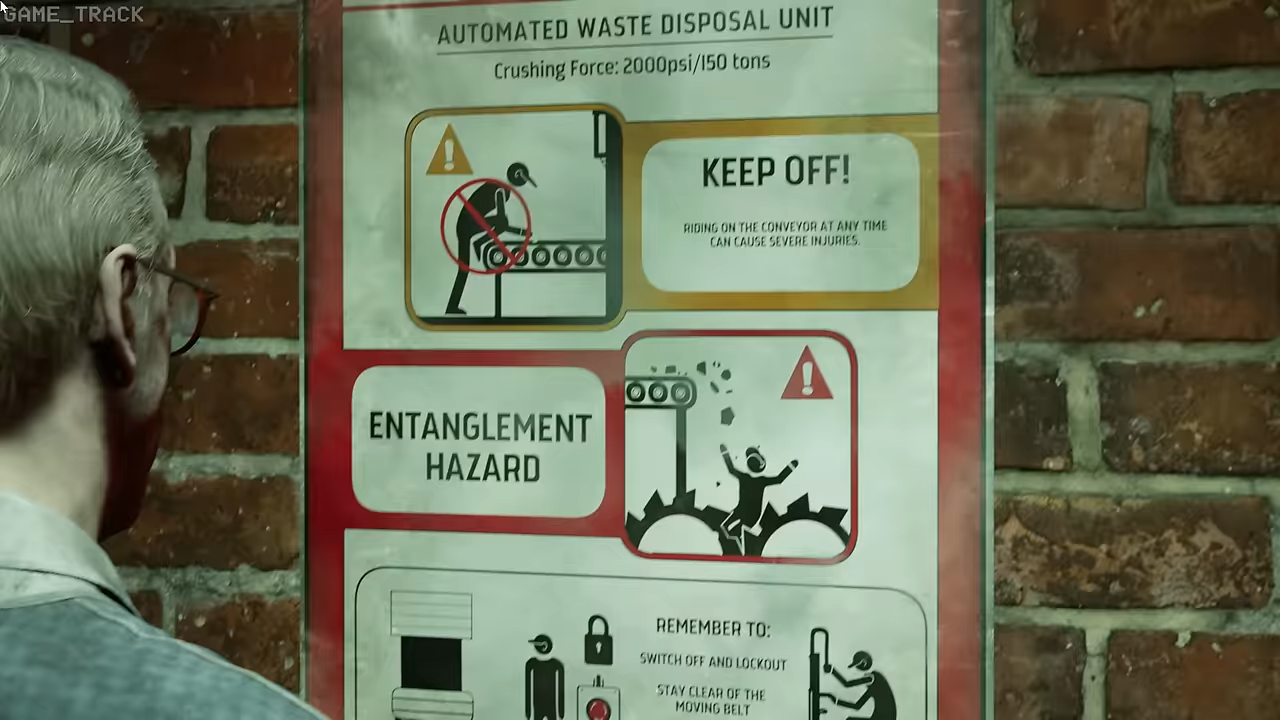 GAME_TRACK
AUTOMATED WASTE DISPOSAL UNIT
Crushing Force: 2000psi/150 tons
KEEP OFF!
RIDING ON THE CONVEYOR AT ANY TIME
CAN CAUSE SEVERE INJURIES.
ENTANGLEMENT
HAZARD
REMEMBER TO:
SWITCH OFF AND LOCKOUT
STAY CLEAR OF THE
MOVING BELT